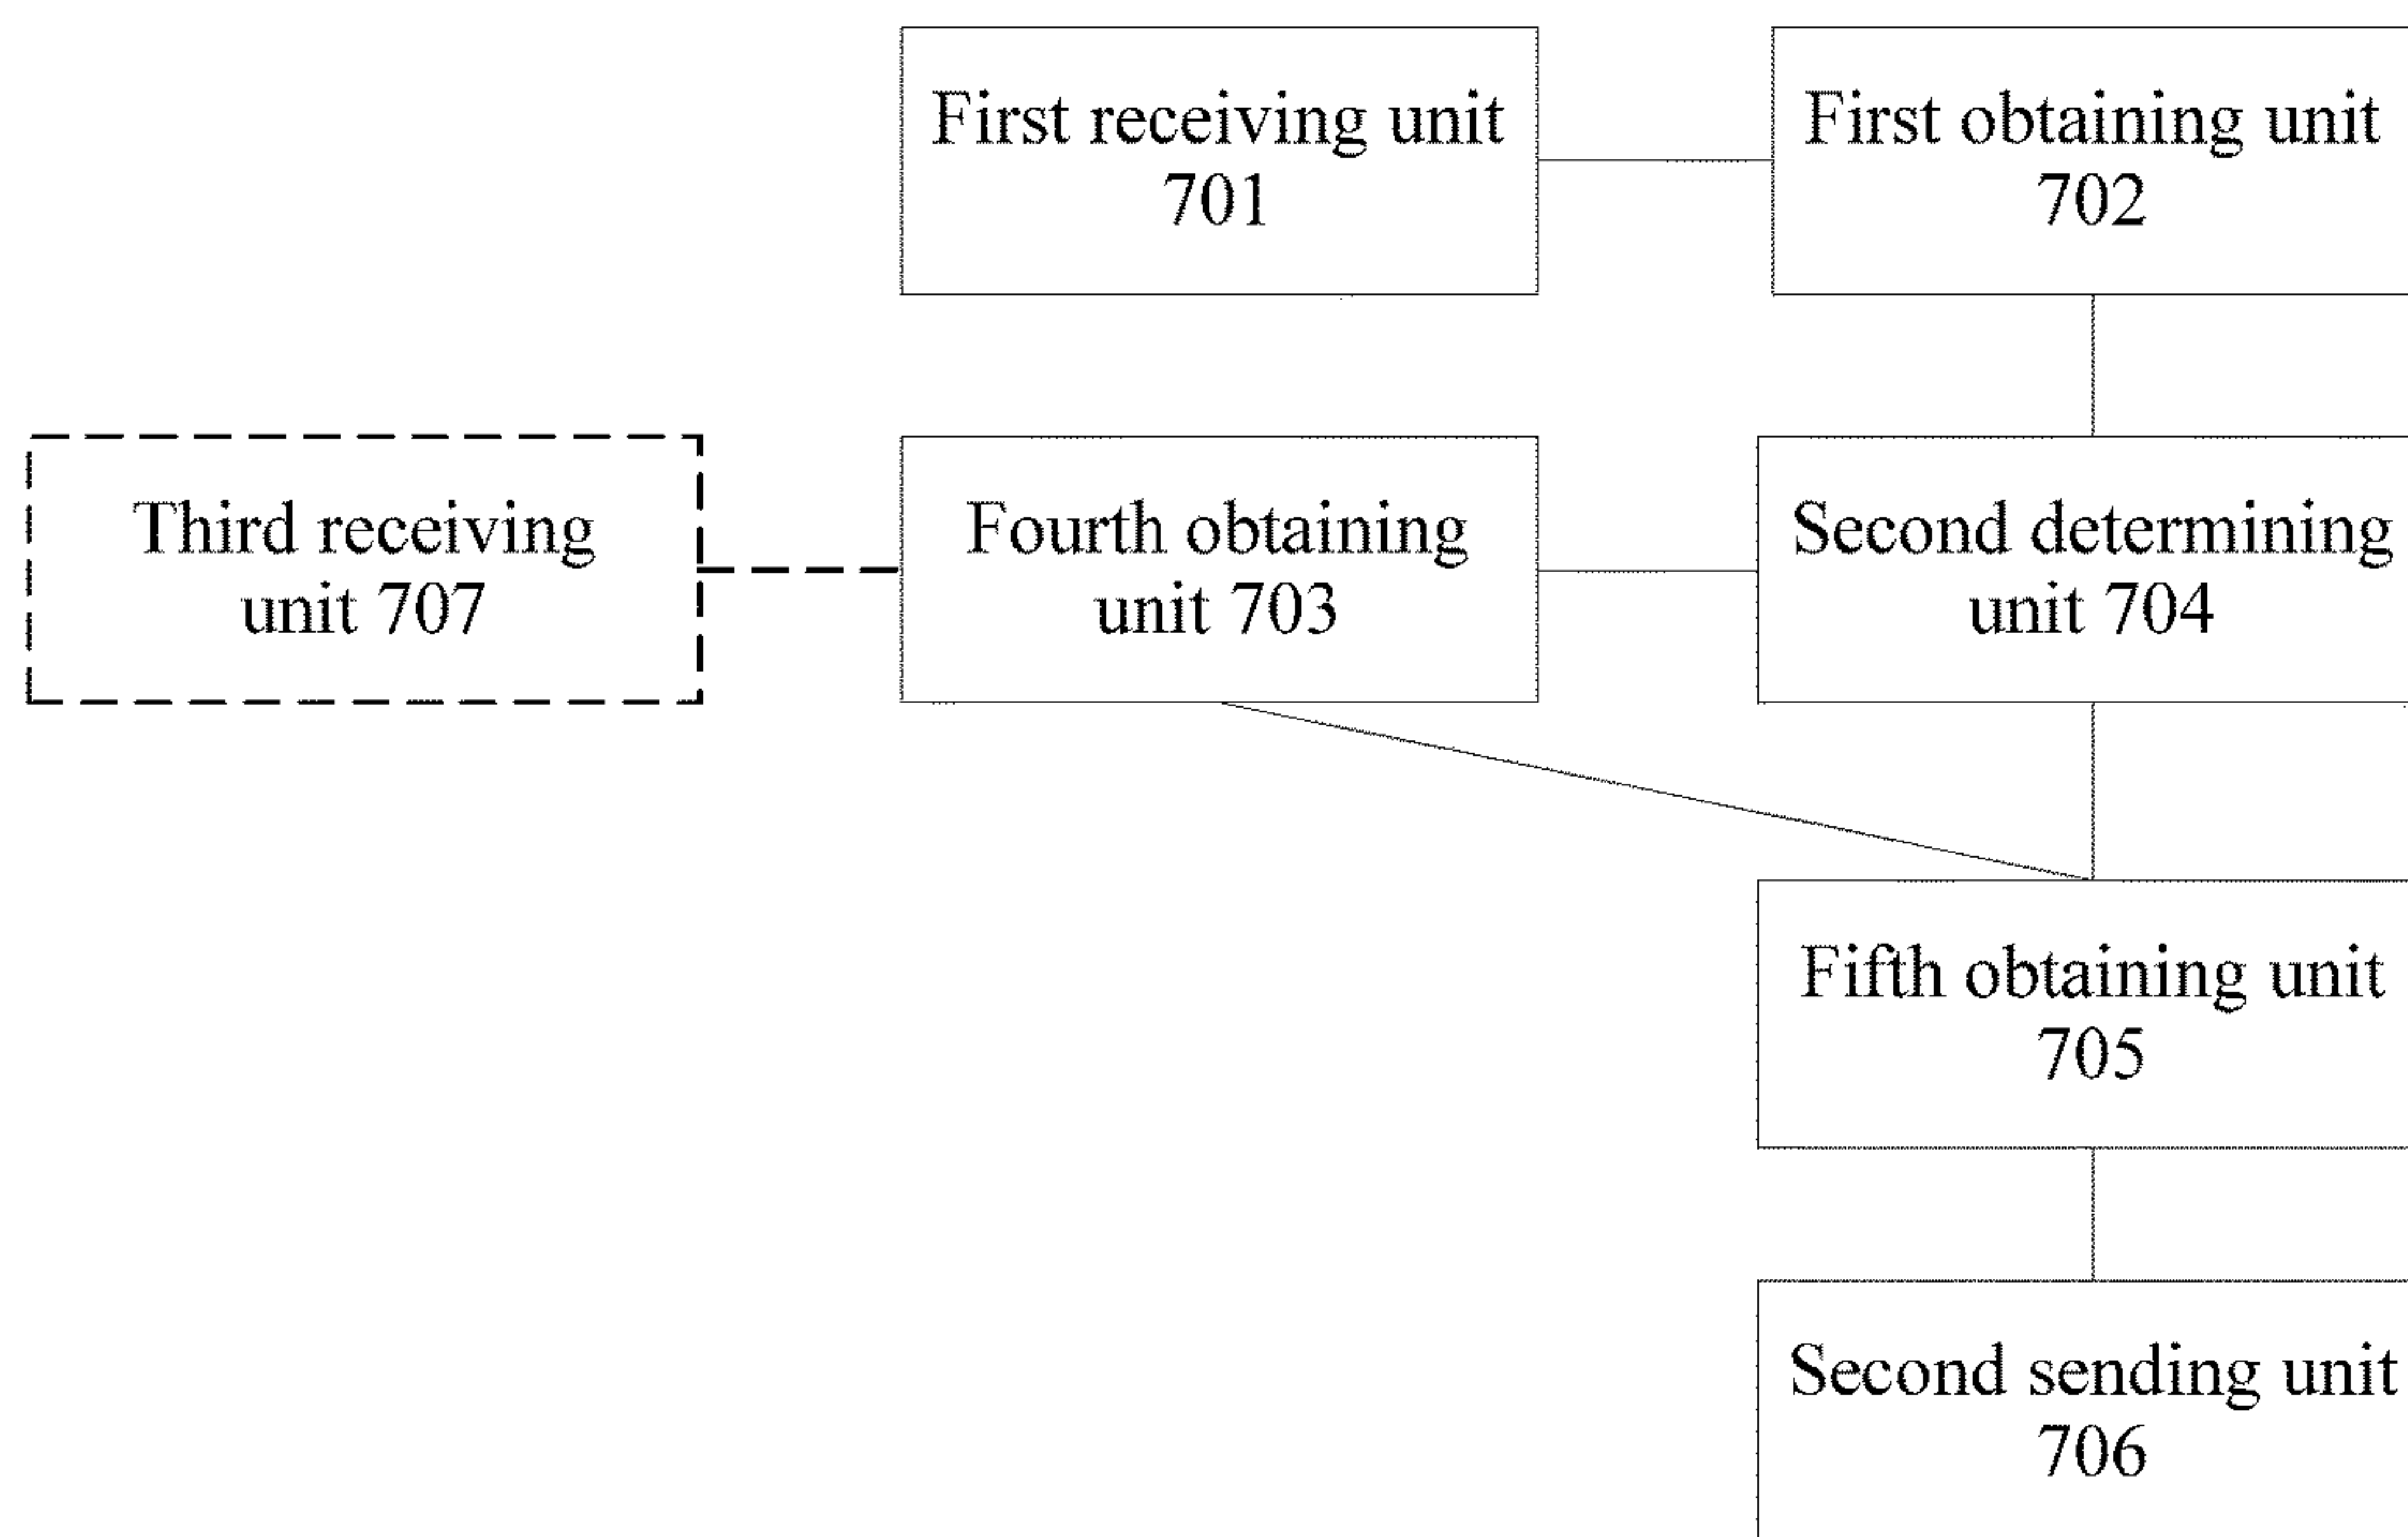 First receiving unit
701
First obtaining unit
702
Third receiving
unit 707
Fourth obtaining
unit 703
Second determining
unit 704
Fifth obtaining unit
705
Second sending unit
706